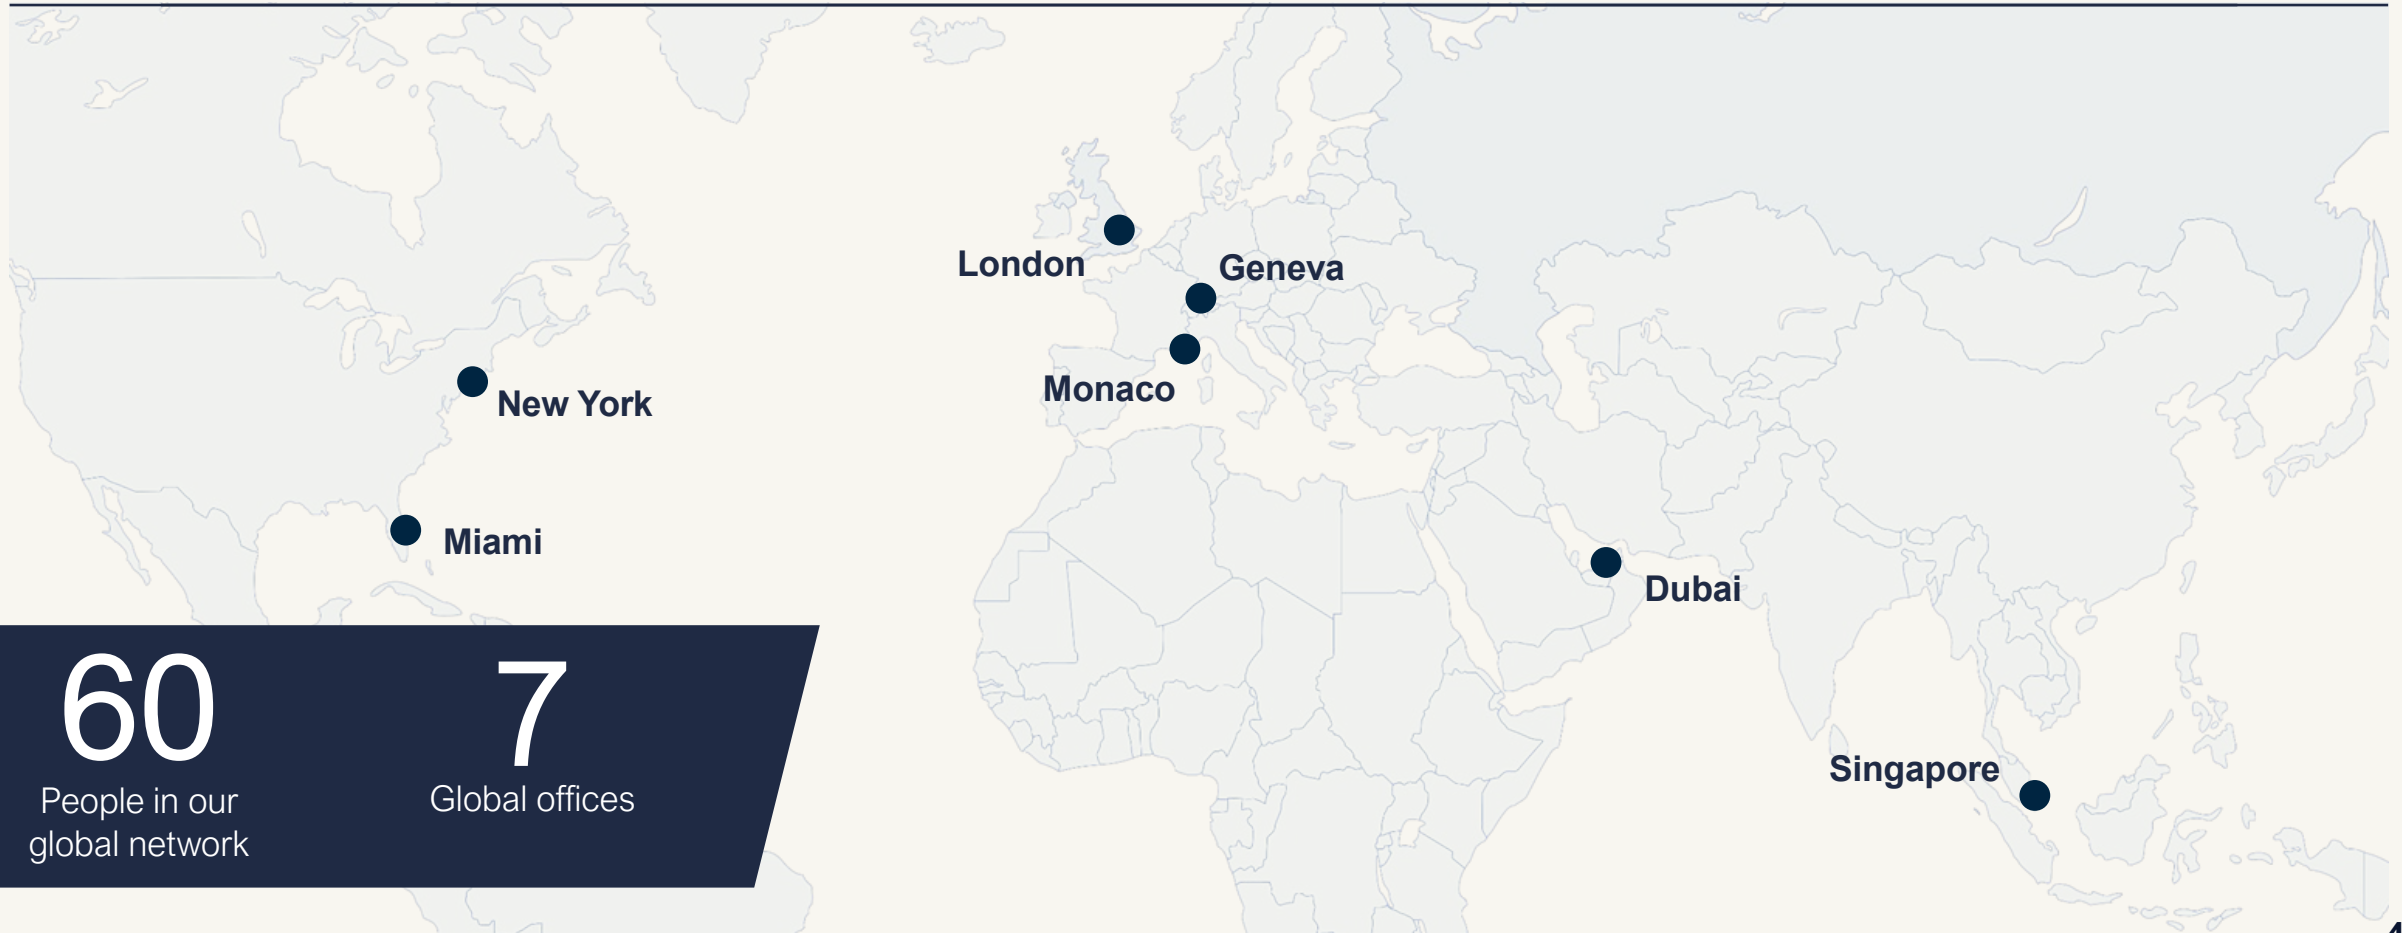 London
Geneva
Monaco
New York
Miami
Dubai
Singapore
60
People in our
global network
7
Global offices